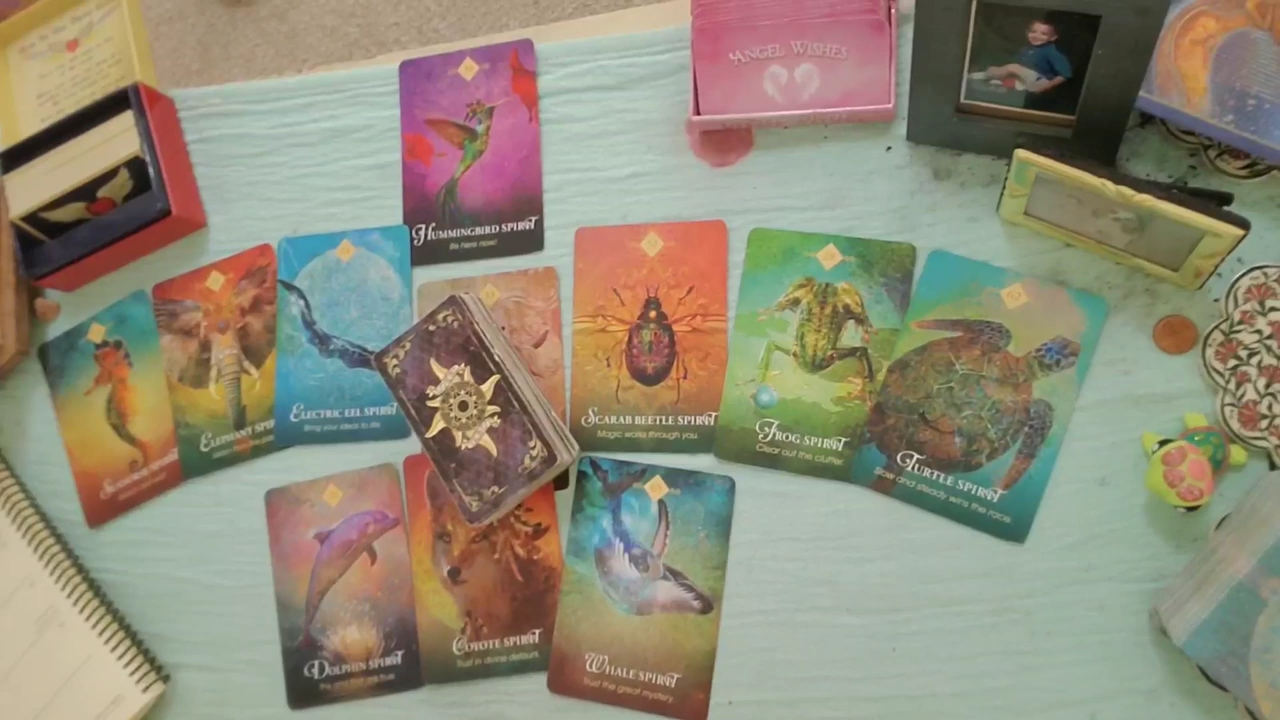 ANGEL WISHES
HUMMINGBIRD SPIRIT
Be here now!
ELEPHANT
ELECTRIC EEL SPIRIT
Bring your ideas to life.
SCARAB BEETLE SPIRIT
Magic works through you.
FROG SPIRIT
Clear out the clutter.
TURTLE SPIRIT
Slow and steady wins the race.
DOLPHIN SPIRIT
COYOTE SPIRIT
Trust in divine detours.
WHALE SPIRIT
Trust the great mystery.